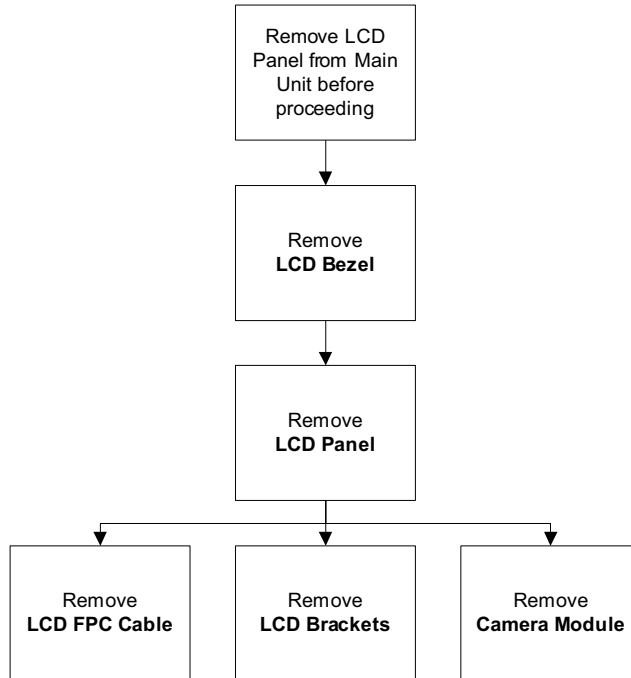 Remove LCD
Panel from Main
Unit before
proceeding
Remove
LCD Bezel
Remove
LCD Panel
Remove
LCD FPC Cable
Remove
LCD Brackets
Remove
Camera Module